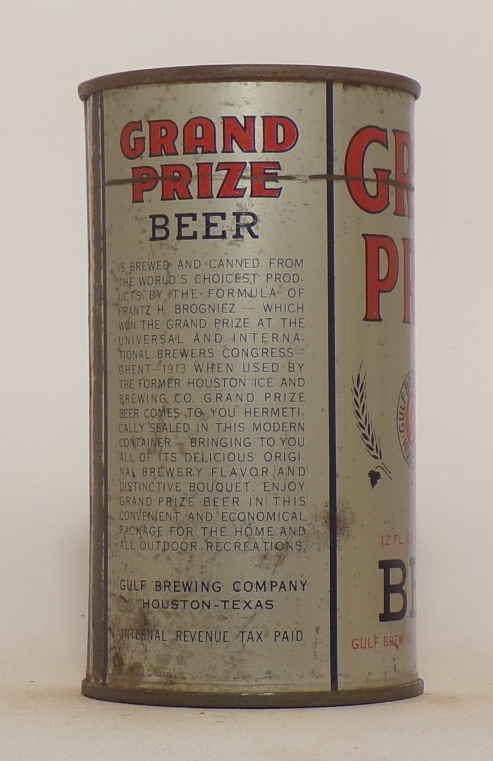 GRAND
PRIZE
BEER
IS BREWED AND CANNED FROM
THE WORLD'S CHOICEST PROD-
UCTS BY THE FORMULA OF
FRANTZ H. BROGNIEZ — WHICH
WON THE GRAND PRIZE AT THE
UNIVERSAL AND INTERNA-
TIONAL BREWERS CONGRESS—
GHENT—1913 WHEN USED BY
THE FORMER HOUSTON ICE AND
BREWING CO. GRAND PRIZE
BEER COMES TO YOU HERMETI-
CALLY SEALED IN THIS MODERN
CONTAINER - BRINGING TO YOU
ALL OF ITS DELICIOUS ORIGI-
NAL BREWERY FLAVOR AND
DISTINCTIVE BOUQUET. ENJOY
GRAND PRIZE BEER IN THIS
CONVENIENT AND ECONOMICAL
PACKAGE FOR THE HOME AND
ALL OUTDOOR RECREATIONS.
GULF BREWING COMPANY
HOUSTON-TEXAS
INTERNAL REVENUE TAX PAID
GR
P
GULF
12 FL.
BE
GULF